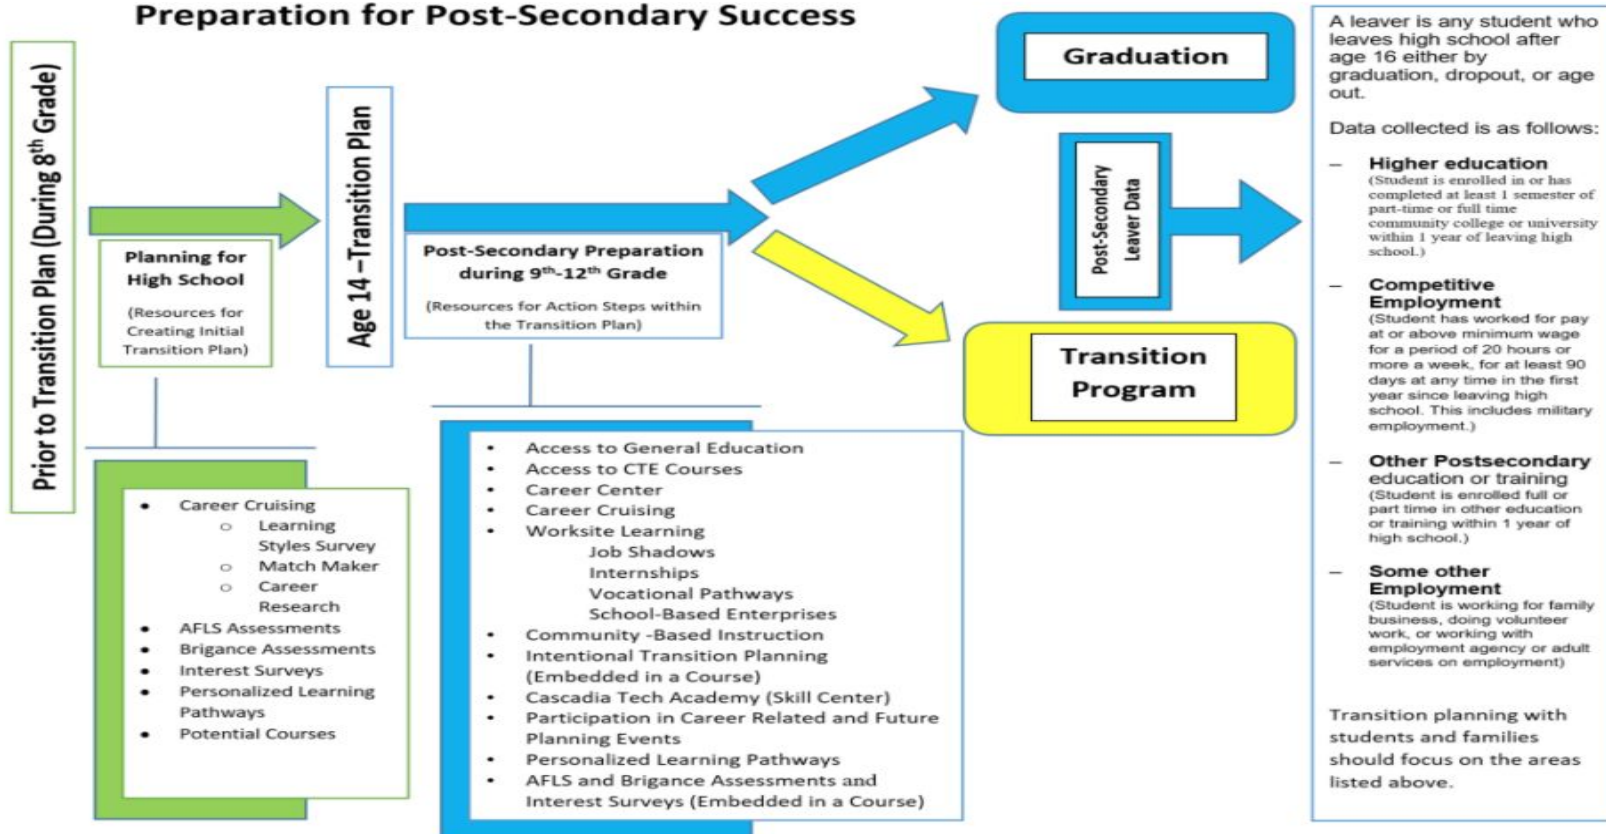 Preparation for Post-Secondary Success
Prior to Transition Plan (During 8th Grade)
Planning for
High School
(Resources for
Creating Initial
Transition Plan)
• Career Cruising
o Learning
Styles Survey
o Match Maker
o Career
Research
• AFLS Assessments
• Brigance Assessments
• Interest Surveys
• Personalized Learning
Pathways
• Potential Courses
Age 14 –Transition Plan
Post-Secondary Preparation
during 9th-12th Grade
(Resources for Action Steps within
the Transition Plan)
• Access to General Education
• Access to CTE Courses
• Career Center
• Career Cruising
• Worksite Learning
Job Shadows
Internships
Vocational Pathways
School-Based Enterprises
• Community -Based Instruction
• Intentional Transition Planning
(Embedded in a Course)
• Cascadia Tech Academy (Skill Center)
• Participation in Career Related and Future
Planning Events
• Personalized Learning Pathways
• AFLS and Brigance Assessments and
Interest Surveys (Embedded in a Course)
Graduation
Post-Secondary
Leaver Data
Transition
Program
A leaver is any student who
leaves high school after
age 16 either by
graduation, dropout, or age
out.
Data collected is as follows:
– Higher education
(Student is enrolled in or has
completed at least 1 semester of
part-time or full time
community college or university
within 1 year of leaving high
school.)
– Competitive
Employment
(Student has worked for pay
at or above minimum wage
for a period of 20 hours or
more a week, for at least 90
days at any time in the first
year since leaving high
school. This includes military
employment.)
– Other Postsecondary
education or training
(Student is enrolled full or
part time in other education
or training within 1 year of
high school.)
– Some other
Employment
(Student is working for family
business, doing volunteer
work, or working with
employment agency or adult
services on employment)
Transition planning with
students and families
should focus on the areas
listed above.